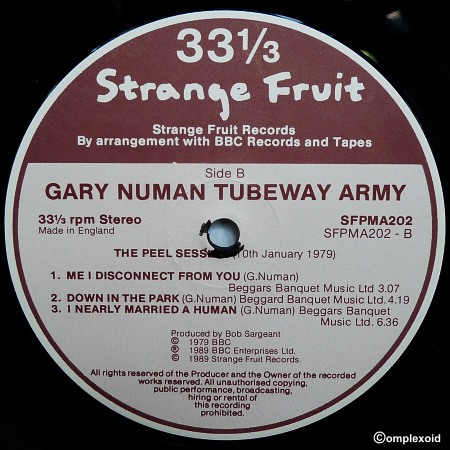 33⅓
Strange Fruit
Strange Fruit Records
By arrangement with BBC Records and Tapes
Side B
GARY NUMAN TUBEWAY ARMY
33⅓ rpm Stereo SFPMA202
Made in England SFPMA202 - B
THE PEEL (10th January 1979)
1. ME I DISCONNECT FROM YOU (G.Numan)
Beggars Banquet Music Ltd 3.07
2. DOWN IN THE PARK (G.Numan) Beggard Banquet Music Ltd. 4.19
3. I NEARLY MARRIED A HUMAN (G.Numan) Beggars Banquet
Music Ltd. 6.36
Produced by Bob Sargeant
© 1979 BBC
℗ 1989 BBC Enterprises Ltd.
© 1989 Strange Fruit Records.
All rights reserved of the Producer and the Owner of the recorded
works reserved. All unauthorised copying,
public performance, broadcasting,
hiring or rental of
this recording
prohibited.
©omplexoid